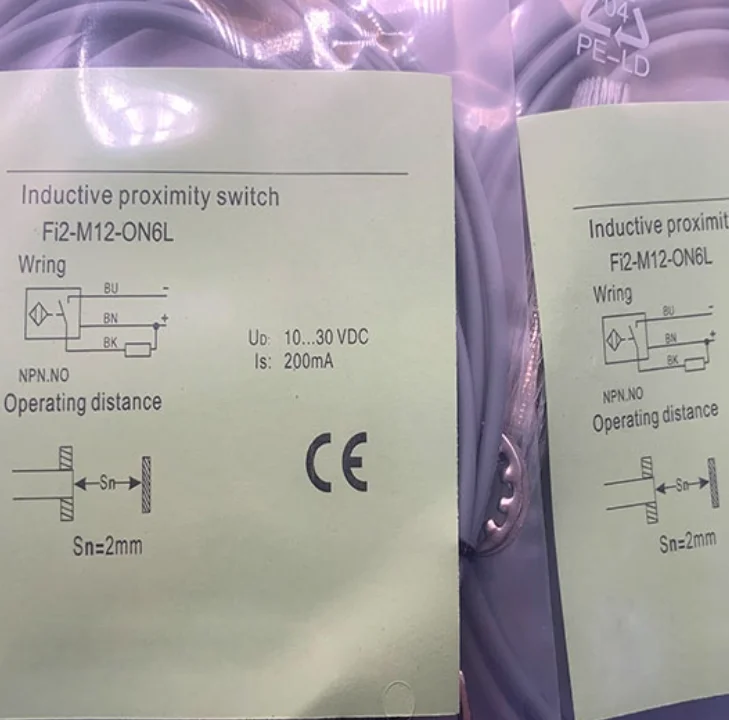 Inductive proximity switch
Fi2-M12-ON6L
Wring
BU
-
BN
+
BK
NPN.NO
UD: 10...30 VDC
Is: 200mA
Operating distance
CE
Sn
Sn=2mm
04
PE-LD
Inductive proximit
Fi2-M12-ON6L
Wring
BU
-
BN
+
BK
NPN.NO
Operating distance
Sn
Sn=2mm